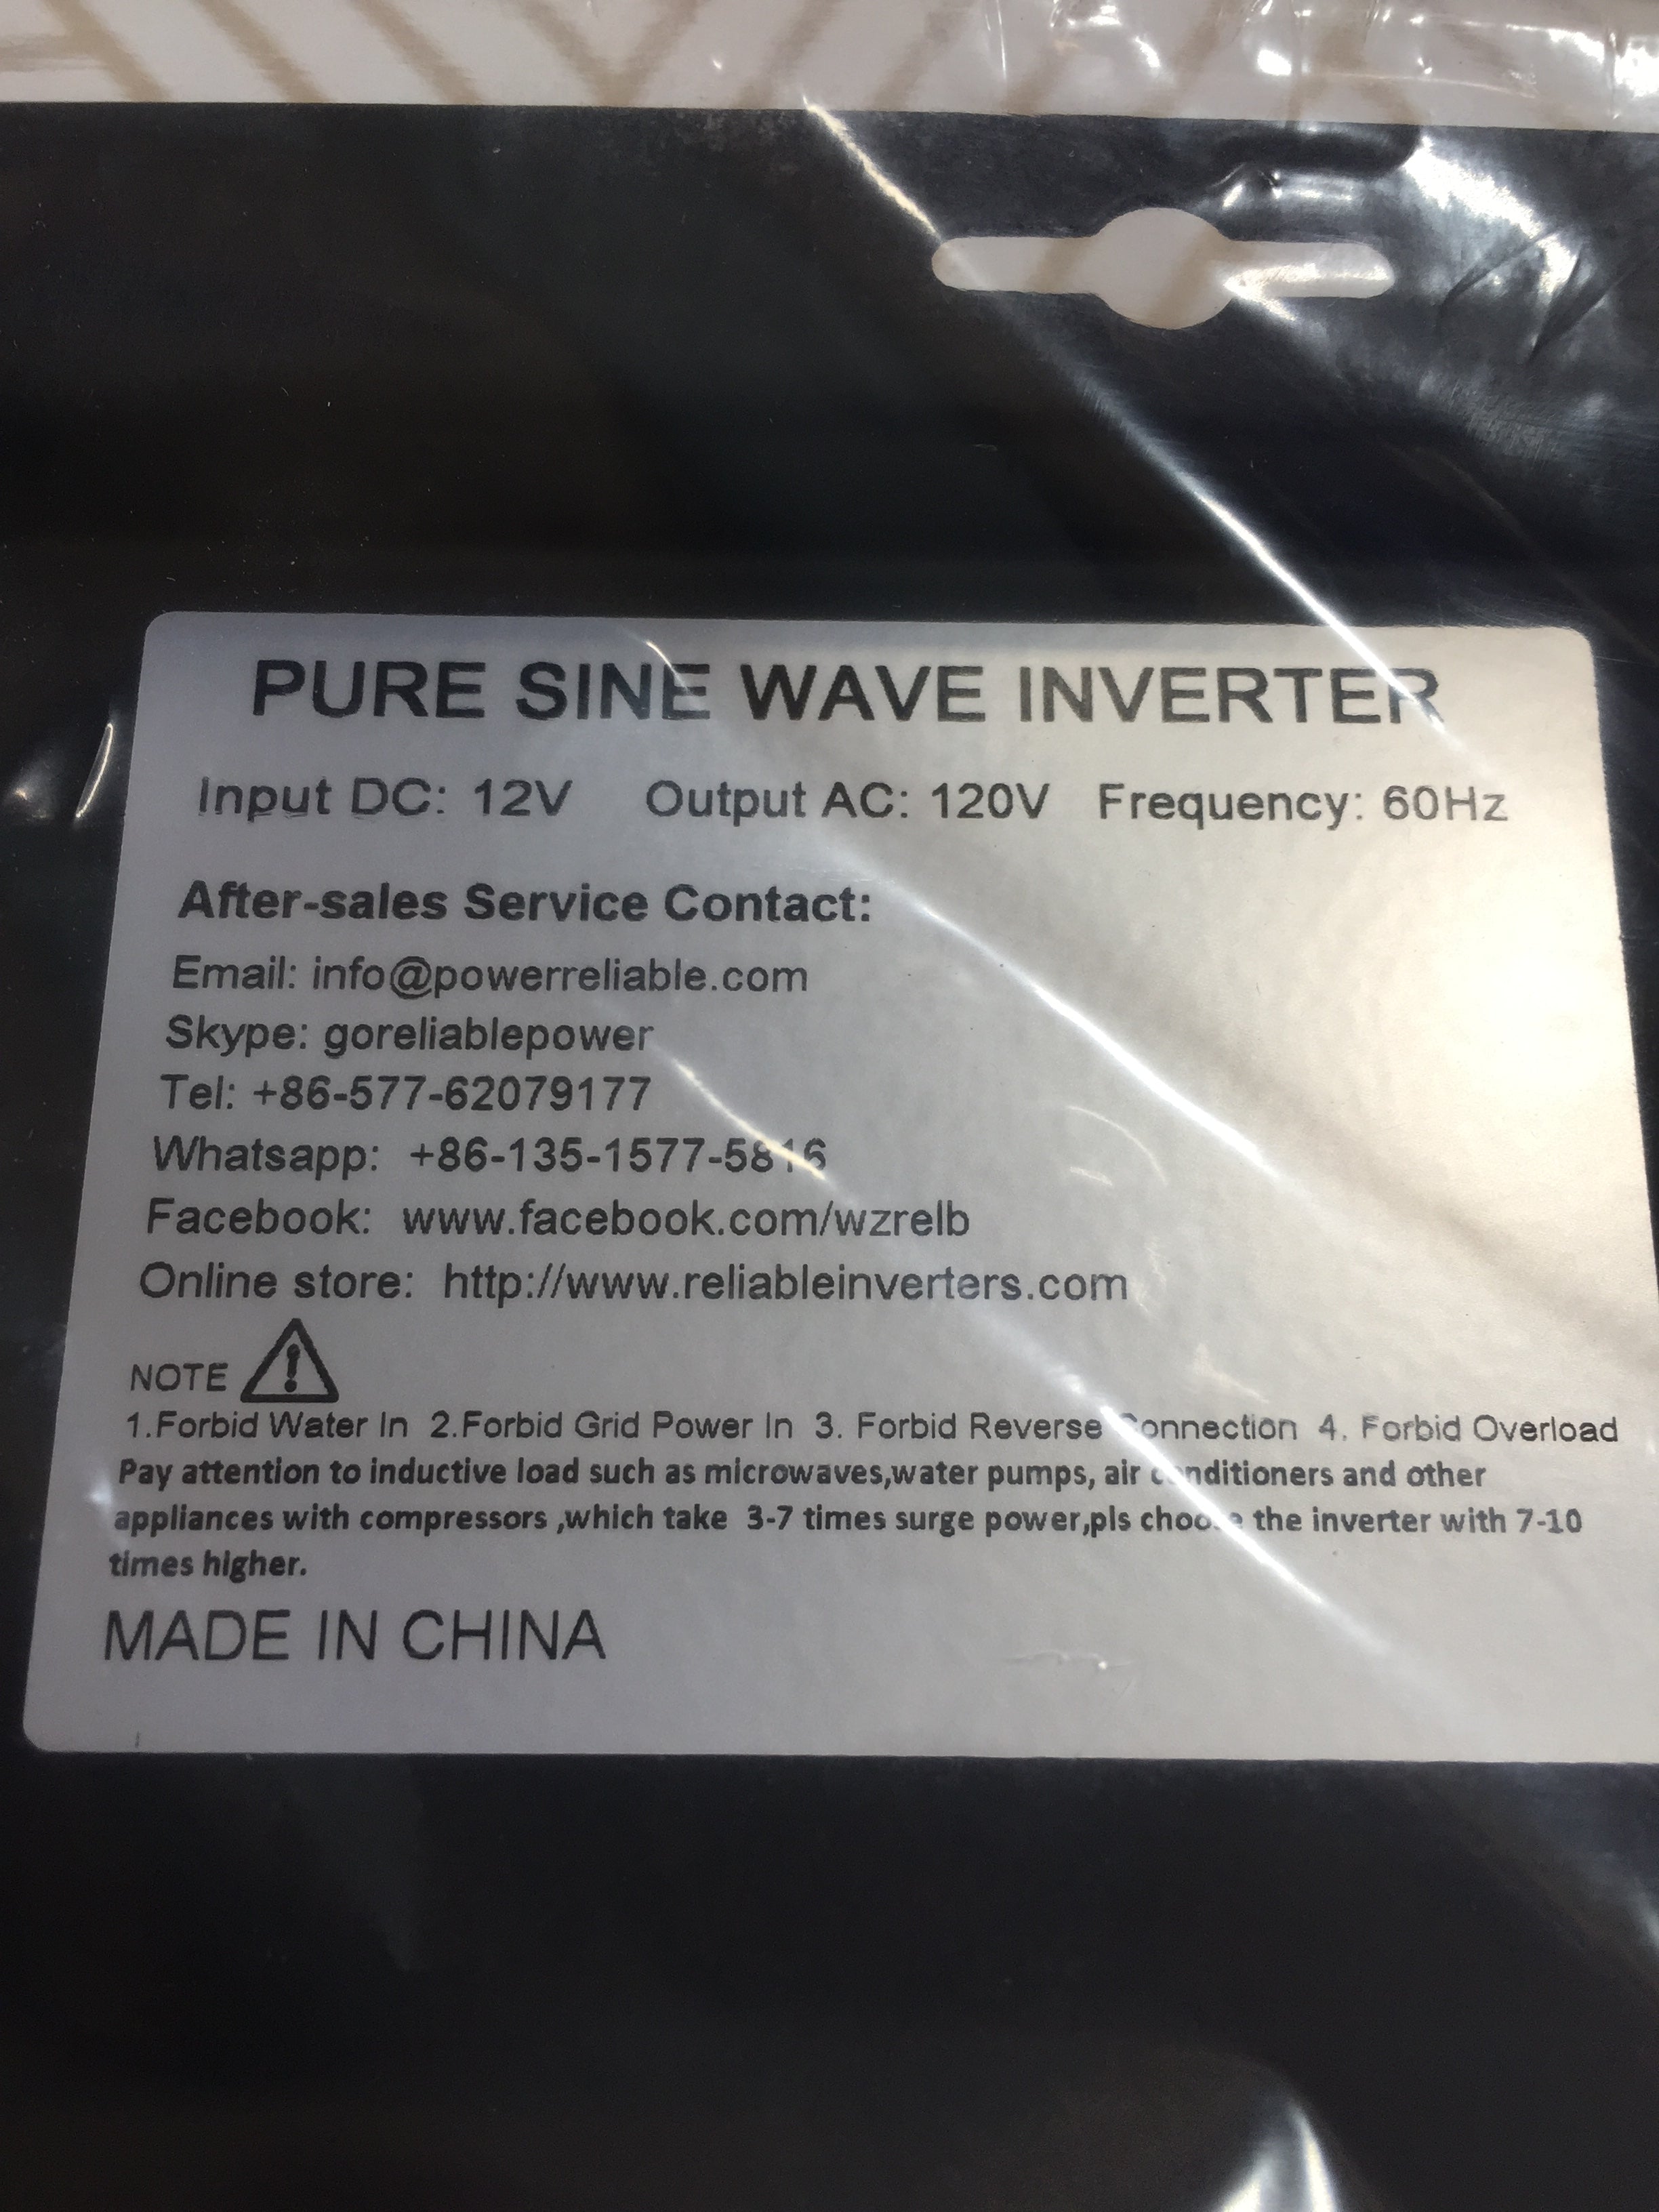 PURE SINE WAVE INVERTER
Input DC: 12V Output AC: 120V Frequency: 60Hz
After-sales Service Contact:
Email: info@powerreliable.com
Skype: goreliablepower
Tel: +86-577-62079177
Whatsapp: +86-135-1577-5816
Facebook: www.facebook.com/wzrelb
Online store: http://www.reliableinverters.com
NOTE
1.Forbid Water In 2.Forbid Grid Power In 3. Forbid Reverse Connection 4. Forbid Overload
Pay attention to inductive load such as microwaves,water pumps, air conditioners and other
appliances with compressors ,which take 3-7 times surge power,pls choose the inverter with 7-10
times higher.
MADE IN CHINA